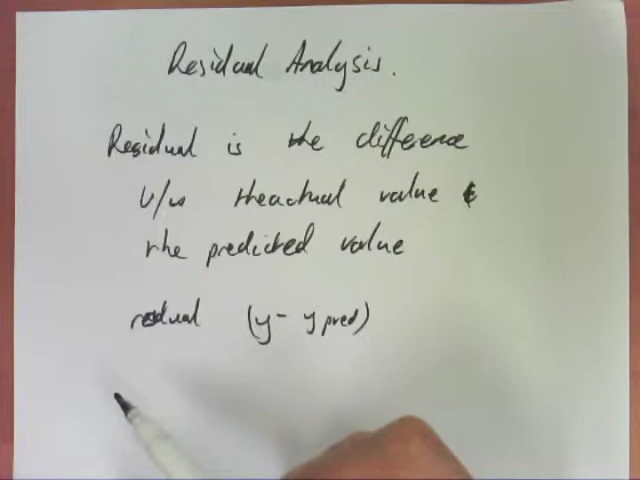 Residual Analysis.
Residual is the difference
b/w the actual value &
the predicted value
residual (y - y pred)